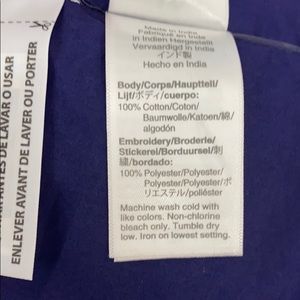 Made in India
Fabriqué en Inde
In Indien Hergestellt
Vervaardigd in India
インド製
Hecho en India
Body/Corps/Hauptteil/
Lijf/ボディ/cuerpo:
100% Cotton/Coton/
Baumwolle/Katoen/綿/
algodón
Embroidery/Broderie/
Stickerei/Borduursel/刺
繍/bordado:
100% Polyester/Polyester/
Polyester/Polyester/ポ
リエステル/poliéster
Machine wash cold with
like colors. Non-chlorine
bleach only. Tumble dry
low. Iron on lowest setting.
ANTES DE LAVAR O USAR
ENLEVER AVANT DE LAVER OU PORTER